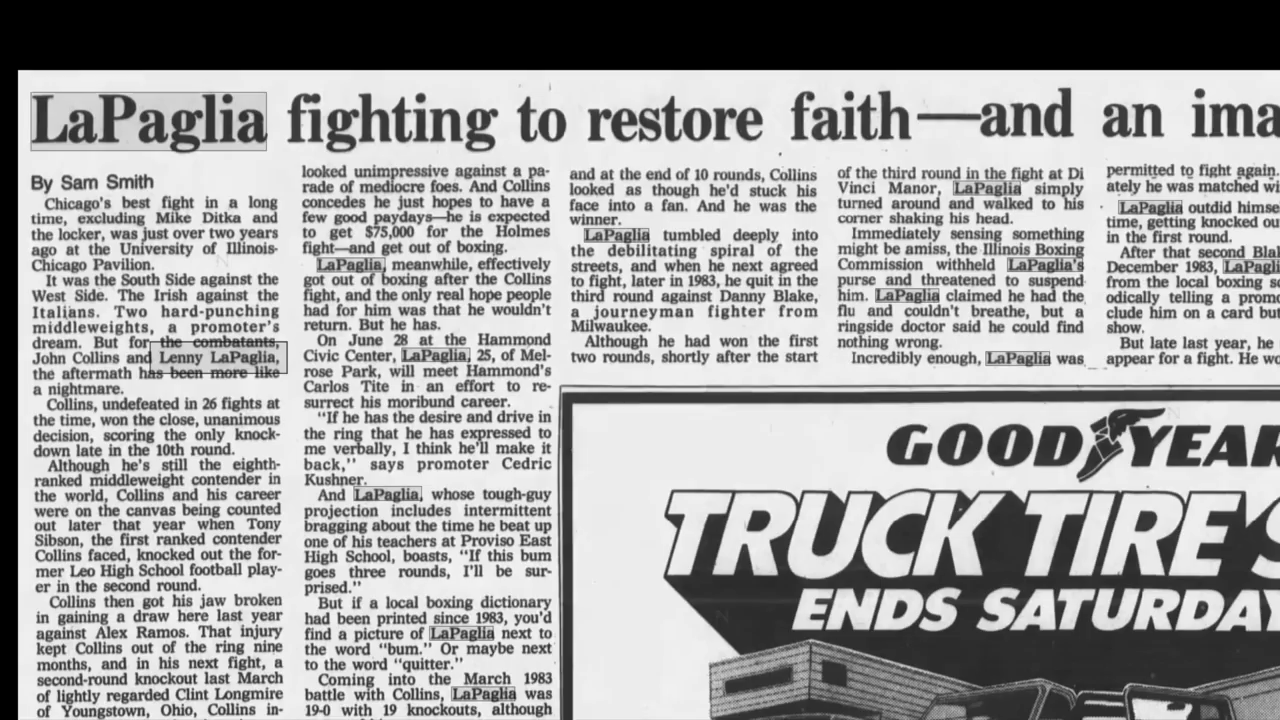 LaPaglia fighting to restore faith—and an ima
By Sam Smith
Chicago's best fight in a long
time, excluding Mike Ditka and
the locker, was just over two years
ago at the University of Illinois-
Chicago Pavilion.
It was the South Side against the
West Side. The Irish against the
Italians. Two hard-punching
middleweights, a promoter's
dream. But for the combatants,
John Collins and Lenny LaPaglia,
the aftermath has been more like
a nightmare.
Collins, undefeated in 26 fights at
the time, won the close, unanimous
decision, scoring the only knock-
down late in the 10th round.
Although he's still the eighth-
ranked middleweight contender in
the world, Collins and his career
were on the canvas being counted
out later that year when Tony
Sibson, the first ranked contender
Collins faced, knocked out the for-
mer Leo High School football play-
er in the second round.
Collins then got his jaw broken
in gaining a draw here last year
against Alex Ramos. That injury
kept Collins out of the ring nine
months, and in his next fight, a
second-round knockout last March
of lightly regarded Clint Longmire
of Youngstown, Ohio, Collins in-
looked unimpressive against a pa-
rade of mediocre foes. And Collins
concedes he just hopes to have a
few good paydays—he is expected
to get $75,000 for the Holmes
fight—and get out of boxing.
LaPaglia, meanwhile, effectively
got out of boxing after the Collins
fight, and the only real hope people
had for him was that he wouldn't
return. But he has.
On June 28 at the Hammond
Civic Center, LaPaglia, 25, of Mel-
rose Park, will meet Hammond's
Carlos Tite in an effort to re-
surrect his moribund career.
"If he has the desire and drive in
the ring that he has expressed to
me verbally, I think he'll make it
back," says promoter Cedric
Kushner.
And LaPaglia, whose tough-guy
projection includes intermittent
bragging about the time he beat up
one of his teachers at Proviso East
High School, boasts, "If this bum
goes three rounds, I'll be sur-
prised."
But if a local boxing dictionary
had been printed since 1983, you'd
find a picture of LaPaglia next to
the word "bum." Or maybe next
to the word "quitter."
Coming into the March 1983
battle with Collins, LaPaglia was
19-0 with 19 knockouts, although
and at the end of 10 rounds, Collins
looked as though he'd stuck his
face into a fan. And he was the
winner.
LaPaglia tumbled deeply into
the debilitating spiral of the
streets, and when he next agreed
to fight, later in 1983, he quit in the
third round against Danny Blake,
a journeyman fighter from
Milwaukee.
Although he had won the first
two rounds, shortly after the start
of the third round in the fight at Di
Vinci Manor, LaPaglia simply
turned around and walked to his
corner shaking his head.
Immediately sensing something
might be amiss, the Illinois Boxing
Commission withheld LaPaglia's
purse and threatened to suspend
him. LaPaglia claimed he had the
flu and couldn't breathe, but a
ringside doctor said he could find
nothing wrong.
Incredibly enough, LaPaglia was
permitted to fight again.
ately he was matched wi
LaPaglia outdid himse
time, getting knocked ou
in the first round.
After that second Bla
December 1983, LaPagli
from the local boxing sc
odically telling a promo
clude him on a card but
show.
But late last year, he
appear for a fight. He wo
GOODYEAR
TRUCK TIRE S
ENDS SATURDAY